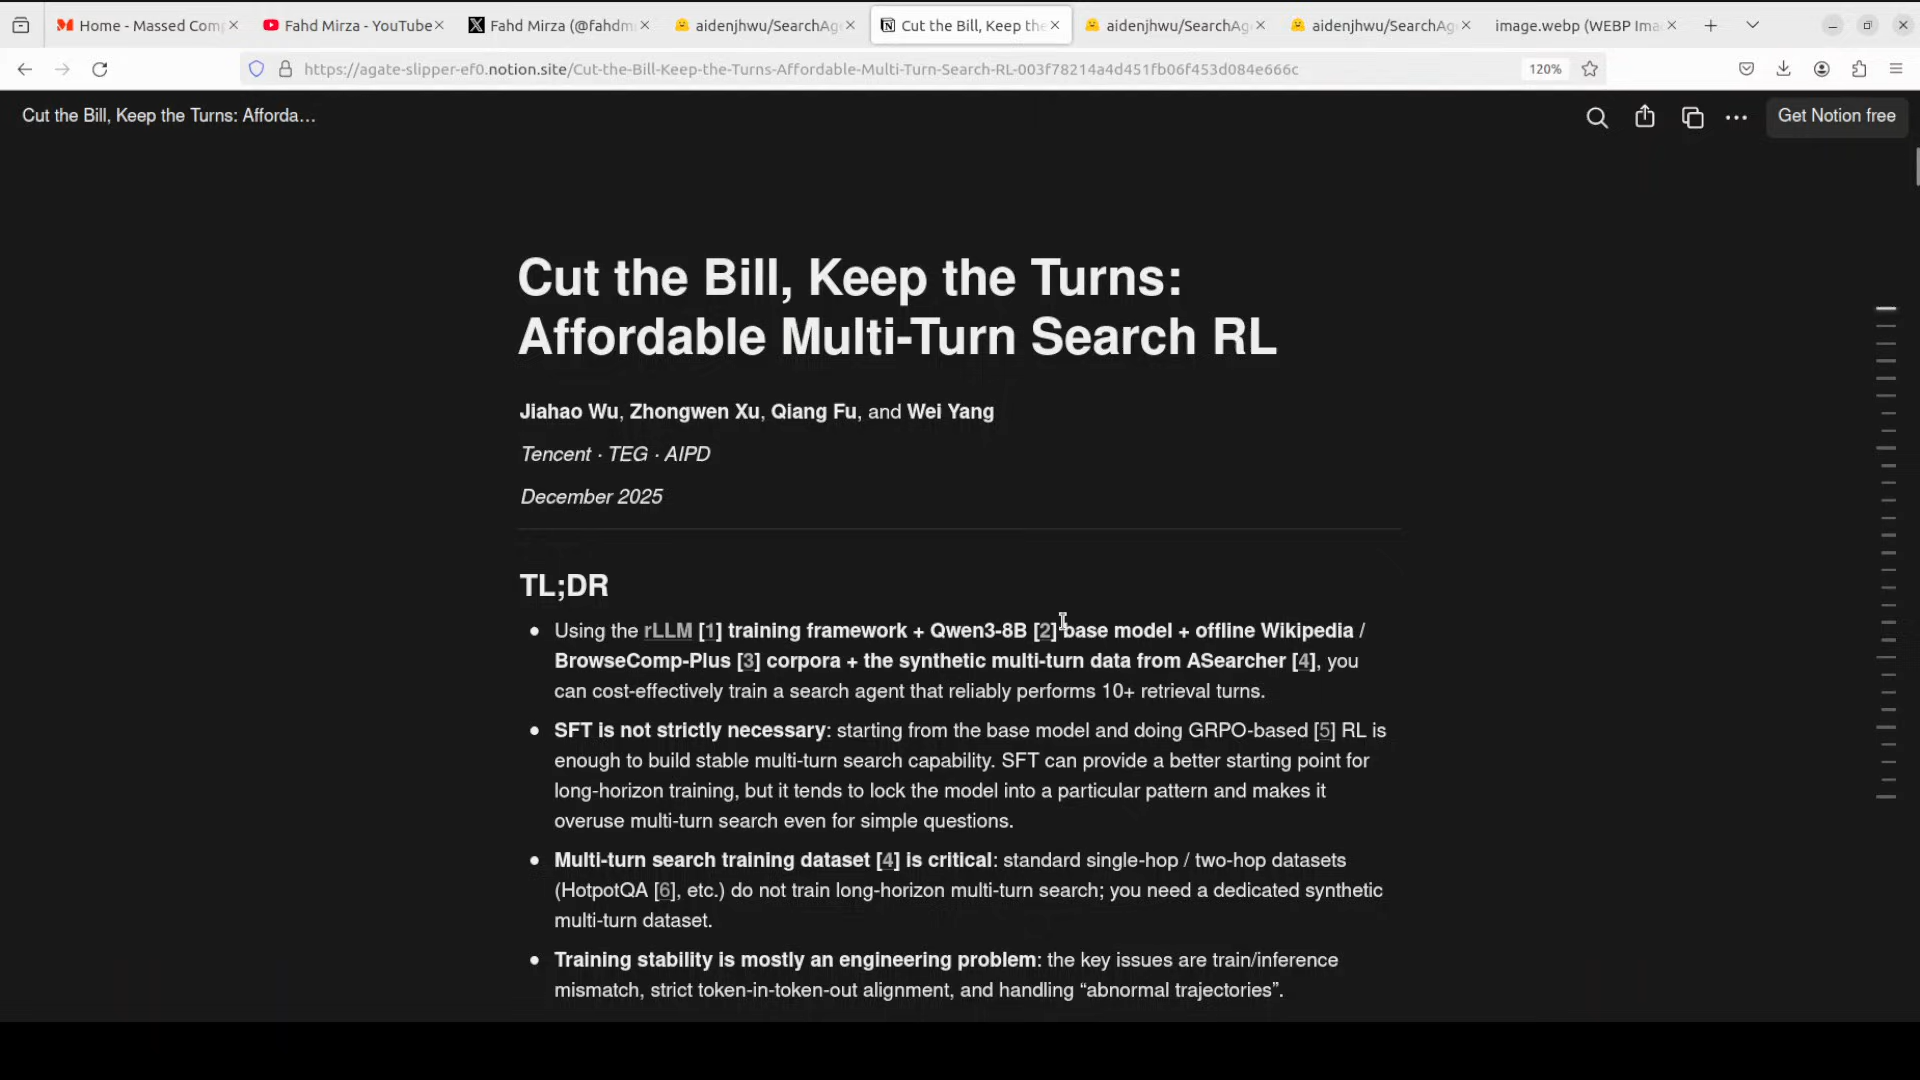 Home - Massed Comp
Fahd Mirza - YouTube
Fahd Mirza (@fahdm
aidenjhwu/SearchAg
Cut the Bill, Keep the
aidenjhwu/SearchAg
aidenjhwu/SearchAg
image.webp (WEBP Ima
https://agate-slipper-ef0.notion.site/Cut-the-Bill-Keep-the-Turns-Affordable-Multi-Turn-Search-RL-003f78214a4d451fb06f453d084e666c
120%
Cut the Bill, Keep the Turns: Afforda...
Get Notion free
Cut the Bill, Keep the Turns:
Affordable Multi-Turn Search RL
Jiahao Wu, Zhongwen Xu, Qiang Fu, and Wei Yang
Tencent · TEG · AIPD
December 2025
TL;DR
• Using the rLLM [1] training framework + Qwen3-8B [2] base model + offline Wikipedia /
BrowseComp-Plus [3] corpora + the synthetic multi-turn data from ASearcher [4], you
can cost-effectively train a search agent that reliably performs 10+ retrieval turns.
• SFT is not strictly necessary: starting from the base model and doing GRPO-based [5] RL is
enough to build stable multi-turn search capability. SFT can provide a better starting point for
long-horizon training, but it tends to lock the model into a particular pattern and makes it
overuse multi-turn search even for simple questions.
• Multi-turn search training dataset [4] is critical: standard single-hop / two-hop datasets
(HotpotQA [6], etc.) do not train long-horizon multi-turn search; you need a dedicated synthetic
multi-turn dataset.
• Training stability is mostly an engineering problem: the key issues are train/inference
mismatch, strict token-in-token-out alignment, and handling “abnormal trajectories”.